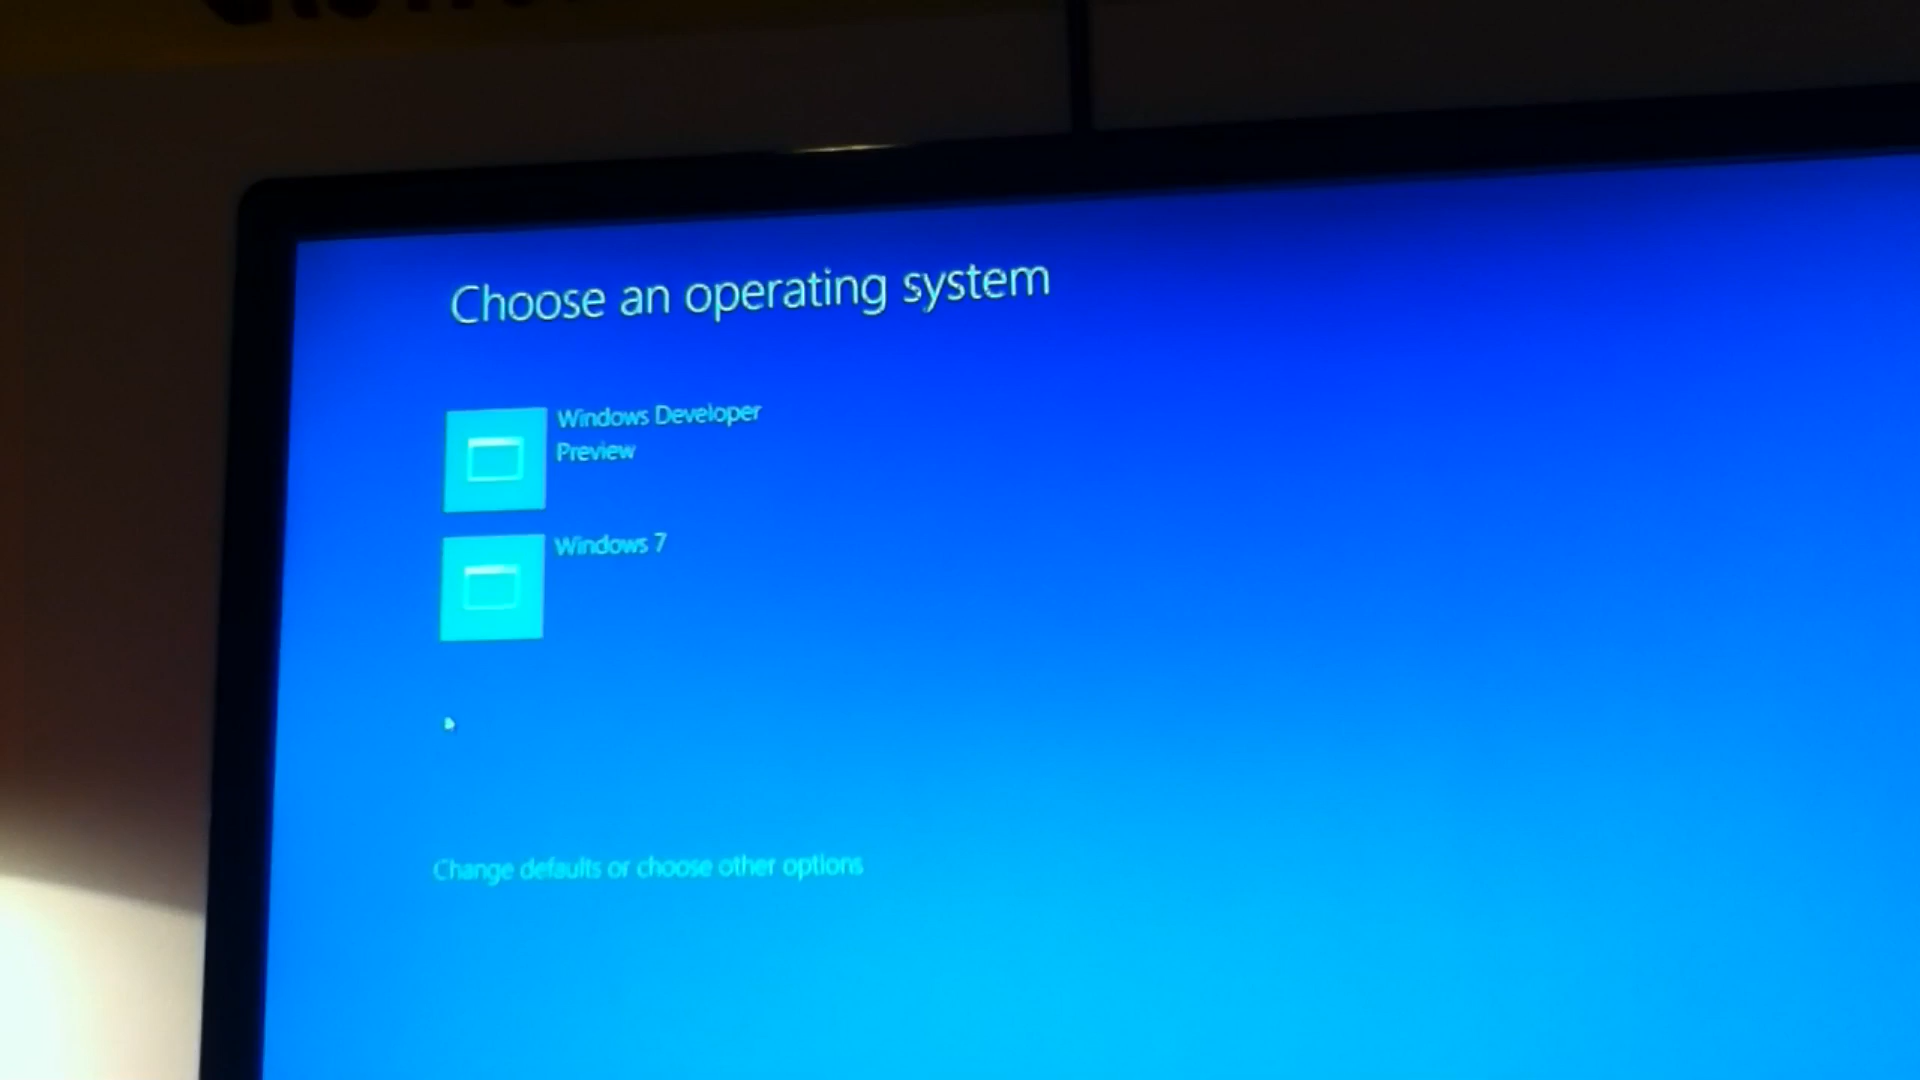 Choose an operating system
Windows Developer
Preview
Windows 7
Change defaults or choose other options